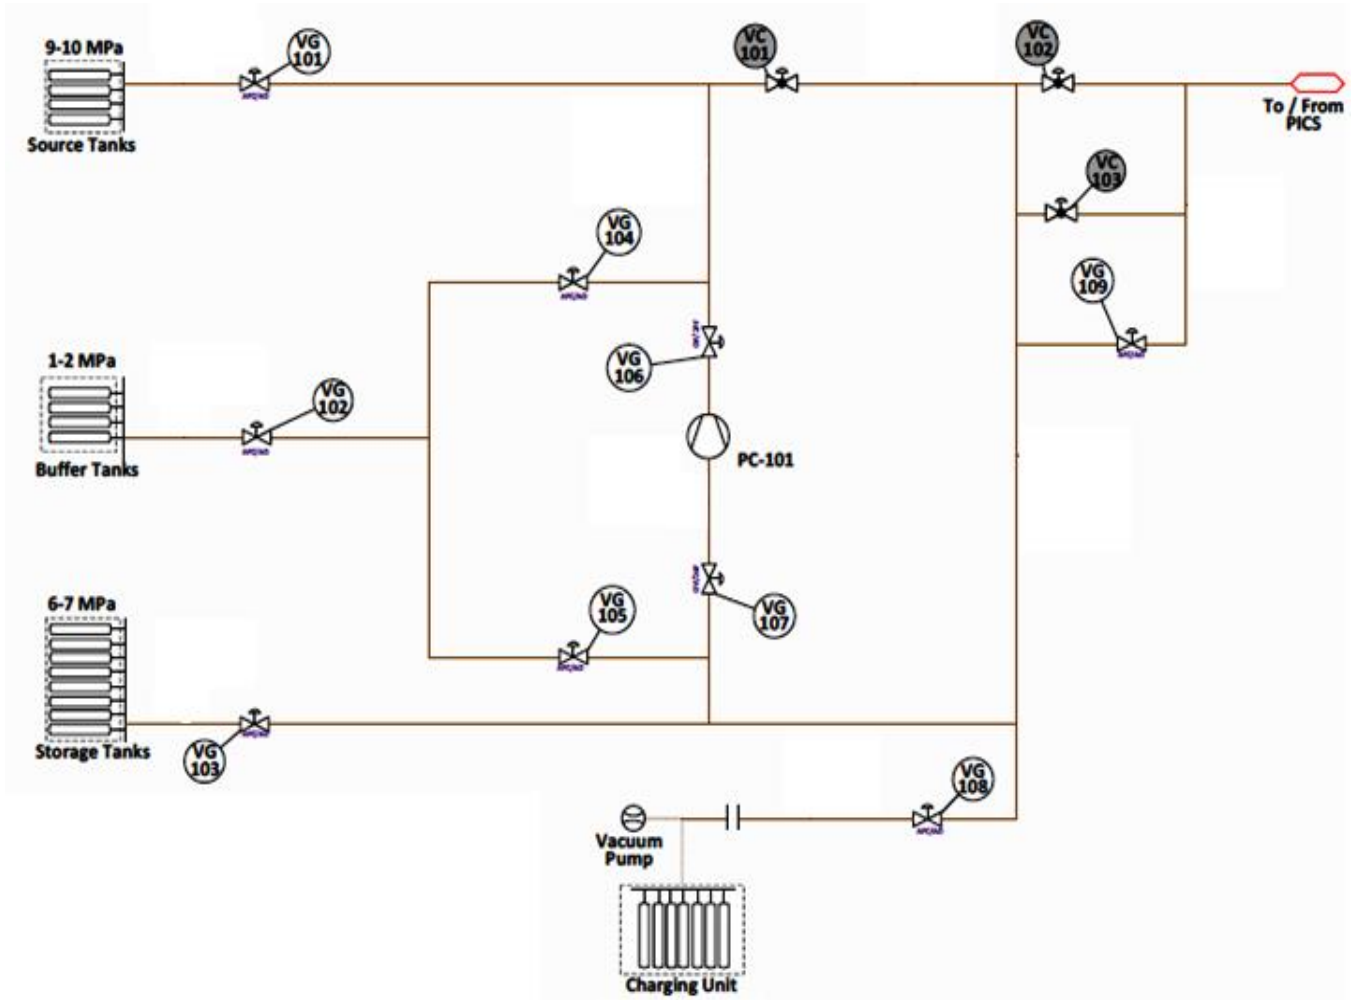 9-10 MPa
VG
101
Source Tanks
VC
101
VC
102
To / From
PICS
VC
103
VG
104
VG
109
VG
106
1-2 MPa
VG
102
Buffer Tanks
PC-101
6-7 MPa
VG
105
VG
107
Storage Tanks
VG
103
VG
108
Vacuum
Pump
Charging Unit